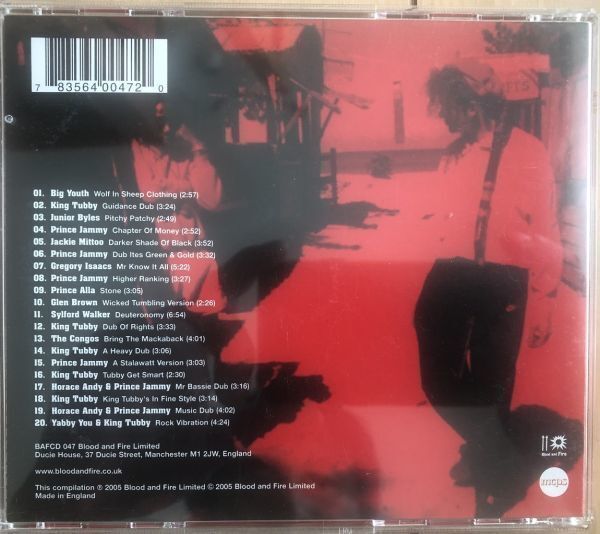 7 83564 00472 0
01. Big Youth Wolf In Sheep Clothing (2:57)
02. King Tubby Guidance Dub (3:24)
03. Junior Byles Pitchy Patchy (2:49)
04. Prince Jammy Chapter Of Money (2:52)
05. Jackie Mittoo Darker Shade Of Black (3:52)
06. Prince Jammy Dub Ites Green & Gold (3:32)
07. Gregory Isaacs Mr Know It All (5:22)
08. Prince Jammy Higher Ranking (3:27)
09. Prince Alla Stone (3:05)
10. Glen Brown Wicked Tumbling Version (2:26)
11. Sylford Walker Deuteronomy (6:54)
12. King Tubby Dub Of Rights (3:33)
13. The Congos Bring The Mackaback (4:01)
14. King Tubby A Heavy Dub (3:06)
15. Prince Jammy A Stalawatt Version (3:03)
16. King Tubby Tubby Get Smart (2:30)
17. Horace Andy & Prince Jammy Mr Bassie Dub (3:16)
18. King Tubby King Tubby's In Fine Style (3:14)
19. Horace Andy & Prince Jammy Music Dub (4:02)
20. Yabby You & King Tubby Rock Vibration (4:24)
BAFCD 047 Blood and Fire Limited
Ducie House, 37 Ducie Street, Manchester M1 2JW, England
www.bloodandfire.co.uk
This compilation ℗ 2005 Blood and Fire Limited © 2005 Blood and Fire Limited
Made in England
Blood and Fire
mcps